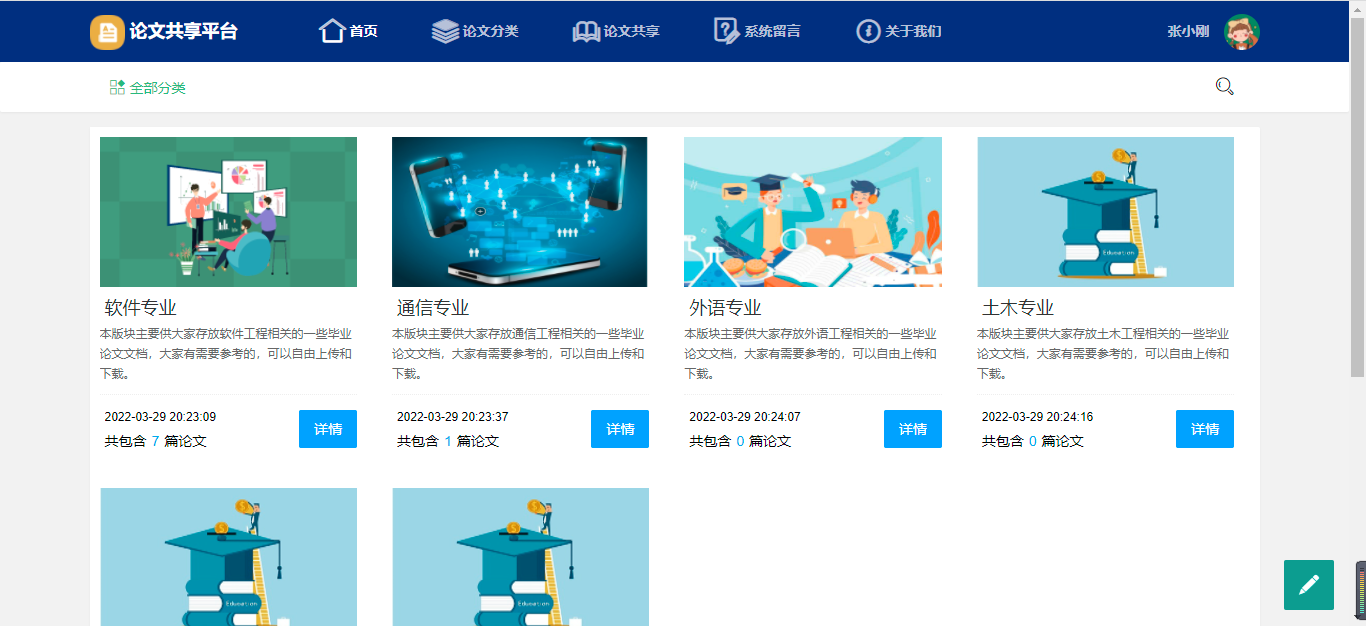 论文共享平台
首页
论文分类
论文共享
系统留言
关于我们
张小刚
全部分类
软件专业
本版块主要供大家存放软件工程相关的一些毕业
论文文档，大家有需要参考的，可以自由上传和
下载。
2022-03-29 20:23:09
共包含 7 篇论文
详情
通信专业
本版块主要供大家存放通信工程相关的一些毕业
论文文档，大家有需要参考的，可以自由上传和
下载。
2022-03-29 20:23:37
共包含 1 篇论文
详情
外语专业
本版块主要供大家存放外语工程相关的一些毕业
论文文档，大家有需要参考的，可以自由上传和
下载。
2022-03-29 20:24:07
共包含 0 篇论文
详情
Education
土木专业
本版块主要供大家存放土木工程相关的一些毕业
论文文档，大家有需要参考的，可以自由上传和
下载。
2022-03-29 20:24:16
共包含 0 篇论文
详情
Education
Education